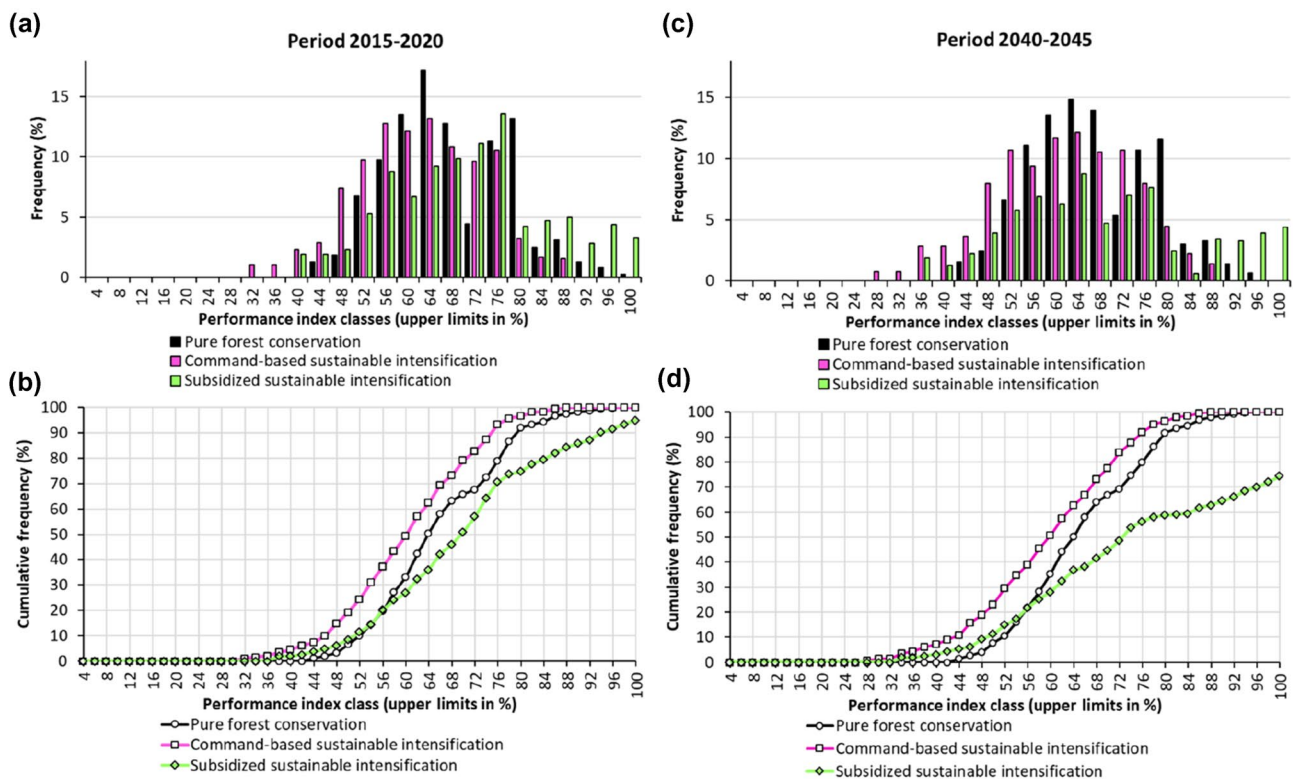 (a)
Period 2015-2020
Frequency (%)
15
10
5
0
4 8 12 16 20 24 28 32 36 40 44 48 52 56 60 64 68 72 76 80 84 88 92 96 100
Performance index classes (upper limits in %)
Pure forest conservation
Command-based sustainable intensification
Subsidized sustainable intensification
(c)
Period 2040-2045
Frequency (%)
15
10
5
0
4 8 12 16 20 24 28 32 36 40 44 48 52 56 60 64 68 72 76 80 84 88 92 96 100
Performance index classes (upper limits in %)
Pure forest conservation
Command-based sustainable intensification
Subsidized sustainable intensification
(b)
Cumulative frequency (%)
100
90
80
70
60
50
40
30
20
10
0
4 8 12 16 20 24 28 32 36 40 44 48 52 56 60 64 68 72 76 80 84 88 92 96 100
Performance index class (upper limits in %)
Pure forest conservation
Command-based sustainable intensification
Subsidized sustainable intensification
(d)
Cumulative frequency (%)
100
90
80
70
60
50
40
30
20
10
0
4 8 12 16 20 24 28 32 36 40 44 48 52 56 60 64 68 72 76 80 84 88 92 96 100
Performance index class (upper limits in %)
Pure forest conservation
Command-based sustainable intensification
Subsidized sustainable intensification